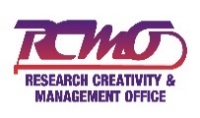 RCMO
RESEARCH CREATIVITY &
MANAGEMENT OFFICE